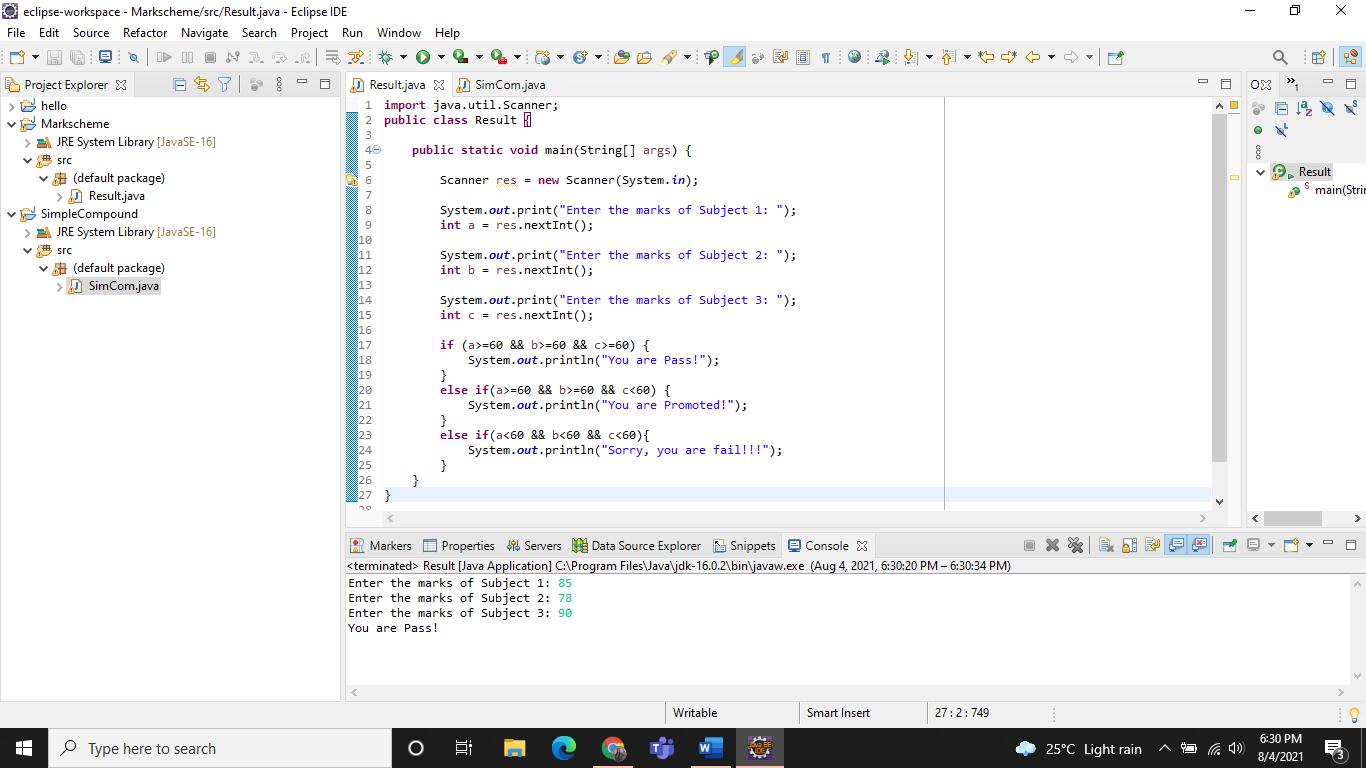 eclipse-workspace - Markscheme/src/Result.java - Eclipse IDE
File Edit Source Refactor Navigate Search Project Run Window Help
Project Explorer
hello
Markscheme
JRE System Library [JavaSE-16]
src
(default package)
Result.java
SimpleCompound
JRE System Library [JavaSE-16]
src
(default package)
SimCom.java
Result.java SimCom.java
1 import java.util.Scanner;
2 public class Result {
3
4 public static void main(String[] args) {
5
6 Scanner res = new Scanner(System.in);
7
8 System.out.print("Enter the marks of Subject 1: ");
9 int a = res.nextInt();
10
11 System.out.print("Enter the marks of Subject 2: ");
12 int b = res.nextInt();
13
14 System.out.print("Enter the marks of Subject 3: ");
15 int c = res.nextInt();
16
17 if (a>=60 && b>=60 && c>=60) {
18 System.out.println("You are Pass!");
19 }
20 else if(a>=60 && b>=60 && c<60) {
21 System.out.println("You are Promoted!");
22 }
23 else if(a<60 && b<60 && c<60){
24 System.out.println("Sorry, you are fail!!!");
25 }
26 }
27 }
Result
main(Strin
Markers Properties Servers Data Source Explorer Snippets Console
<terminated> Result [Java Application] C:\Program Files\Java\jdk-16.0.2\bin\javaw.exe (Aug 4, 2021, 6:30:20 PM – 6:30:34 PM)
Enter the marks of Subject 1: 85
Enter the marks of Subject 2: 78
Enter the marks of Subject 3: 90
You are Pass!
Writable Smart Insert 27 : 2 : 749
Type here to search
25°C Light rain
6:30 PM
8/4/2021
3